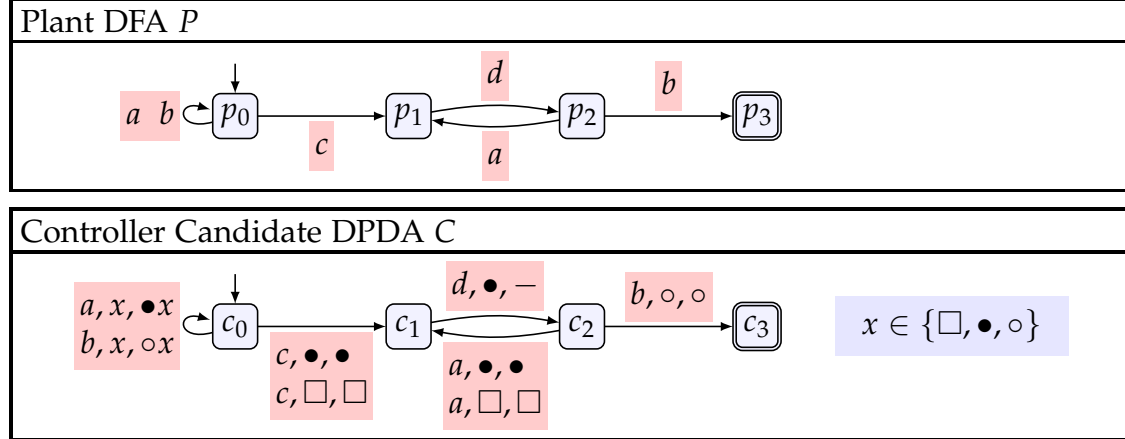 Plant DFA P
d
b
a b
p0
p1
p2
p3
c
a
Controller Candidate DPDA C
d, •, −
b, ∘, ∘
a, x, •x
b, x, ∘x
c0
c1
c2
c3
x ∈ {□, •, ∘}
c, •, •
c, □, □
a, •, •
a, □, □